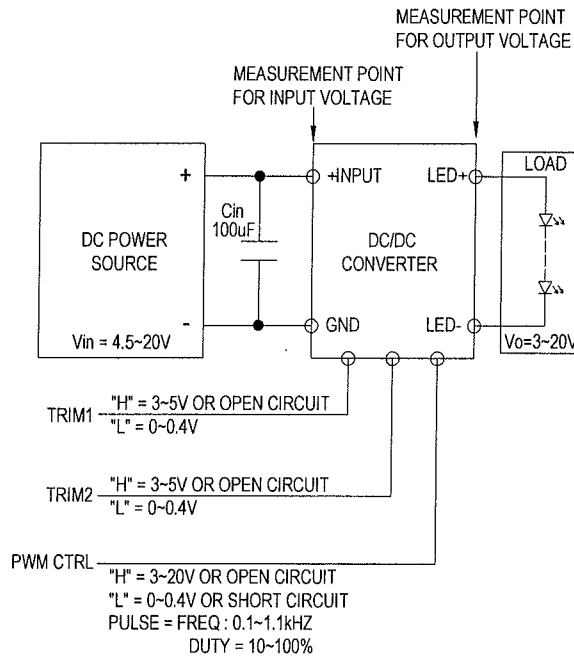 MEASUREMENT POINT
FOR OUTPUT VOLTAGE
MEASUREMENT POINT
FOR INPUT VOLTAGE
+
-
DC POWER
SOURCE
Vin = 4.5~20V
Cin
100uF
+INPUT
GND
DC/DC
CONVERTER
LED+
LED-
LOAD
Vo=3~20V
TRIM1
"H" = 3~5V OR OPEN CIRCUIT
"L" = 0~0.4V
TRIM2
"H" = 3~5V OR OPEN CIRCUIT
"L" = 0~0.4V
PWM CTRL
"H" = 3~20V OR OPEN CIRCUIT
"L" = 0~0.4V OR SHORT CIRCUIT
PULSE = FREQ : 0.1~1.1kHZ
DUTY = 10~100%